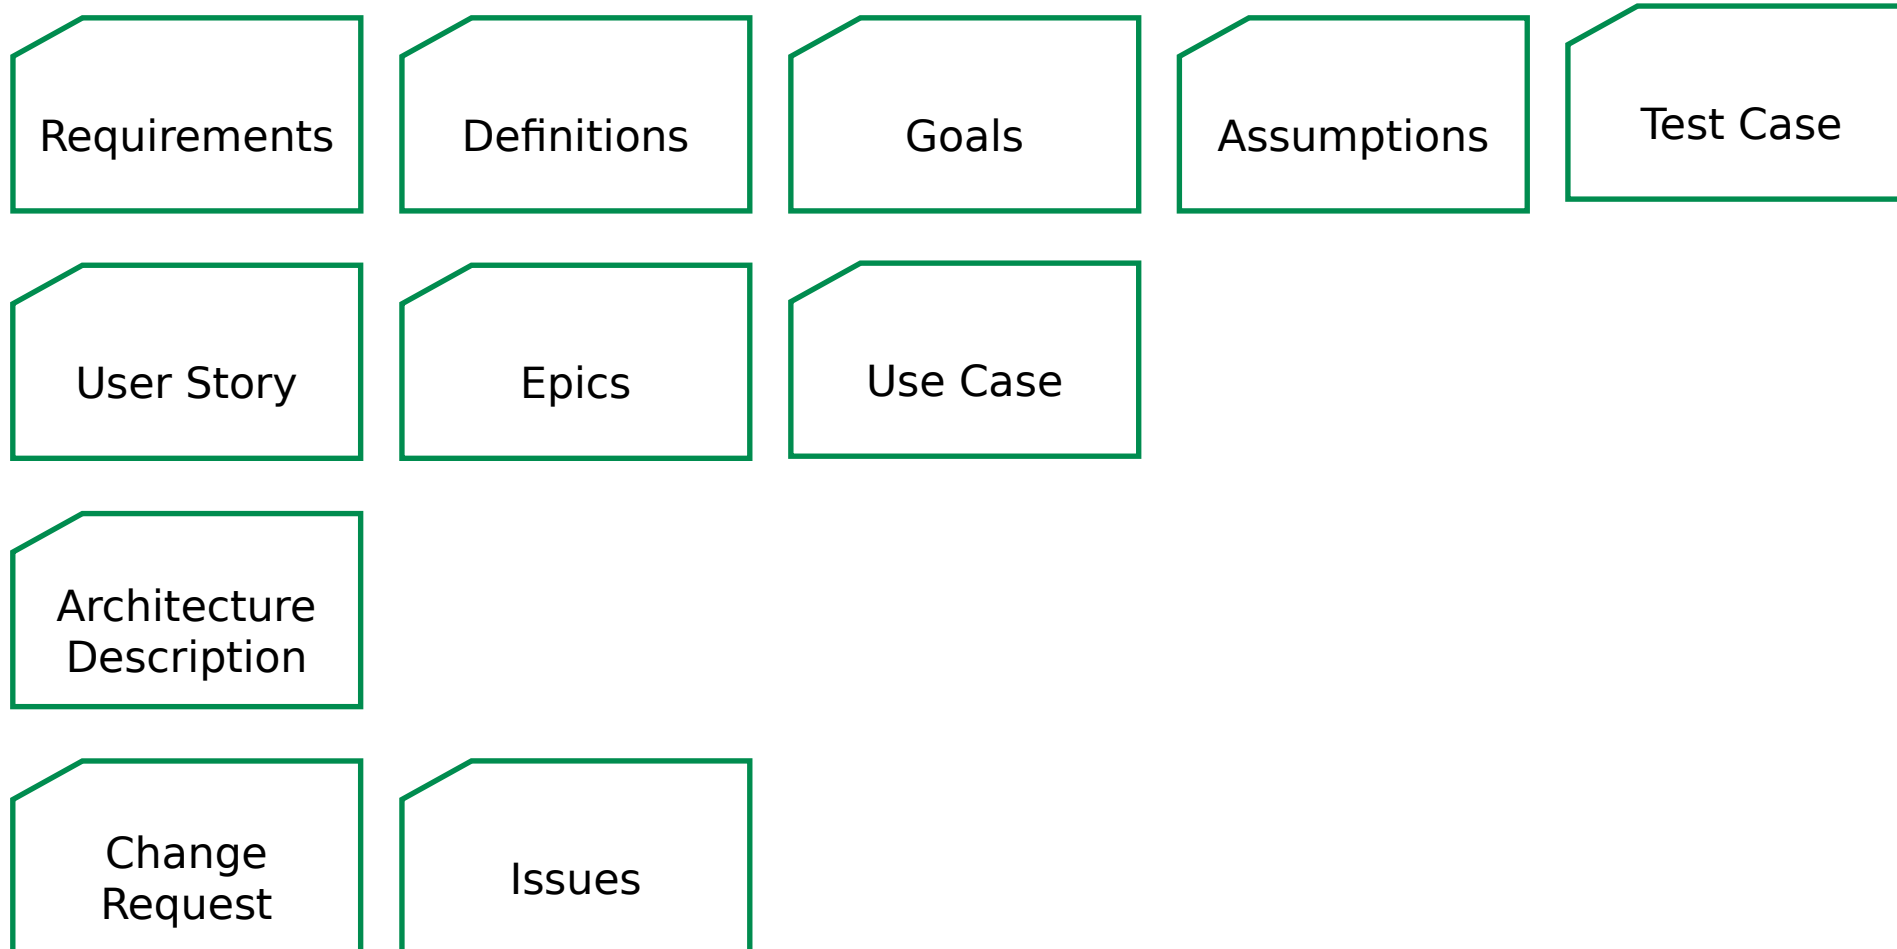 Requirements
Definitions
Goals
Assumptions
Test Case
User Story
Epics
Use Case
Architecture
Description
Change
Request
Issues